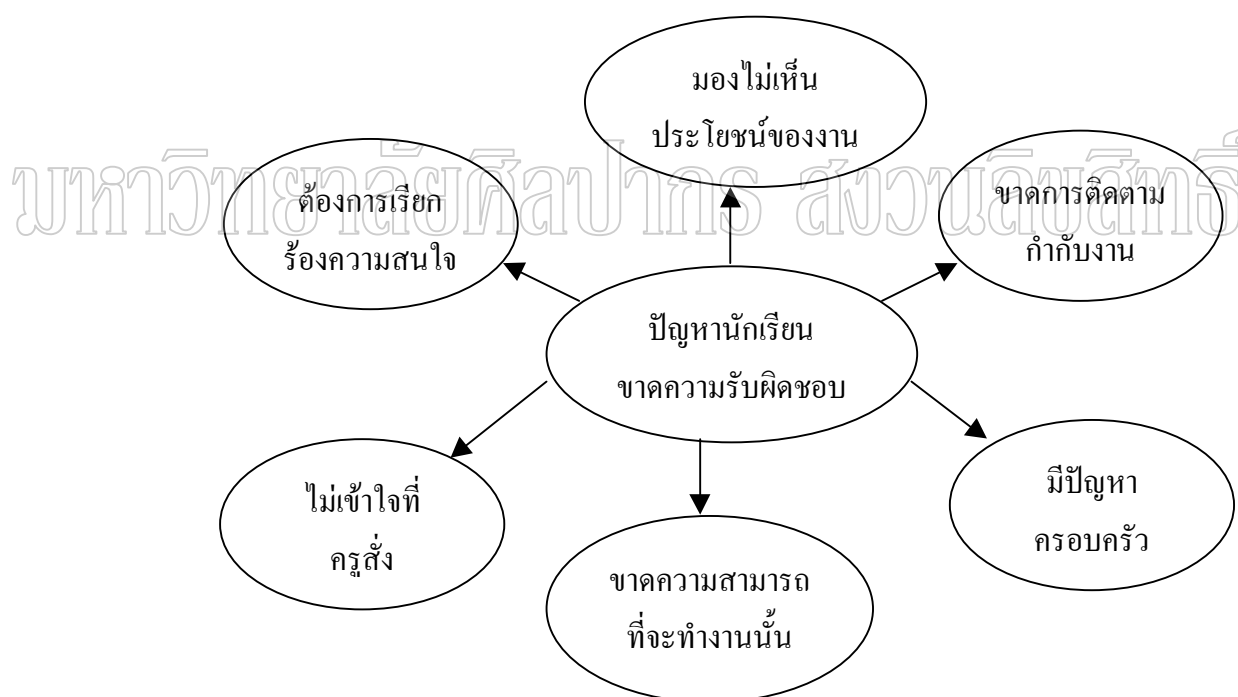 มองไม่เห็น
ประโยชน์ของงาน
มหาวิทยาลัยศิลปากร สงวนลิขสิทธิ์
ต้องการเรียก
ร้องความสนใจ
ขาดการติดตาม
กำกับงาน
ปัญหานักเรียน
ขาดความรับผิดชอบ
ไม่เข้าใจที่
ครูสั่ง
มีปัญหา
ครอบครัว
ขาดความสามารถ
ที่จะทำงานนั้น